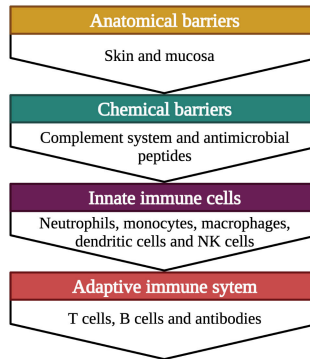 Anatomical barriers
Skin and mucosa
Chemical barriers
Complement system and antimicrobial
peptides
Innate immune cells
Neutrophils, monocytes, macrophages,
dendritic cells and NK cells
Adaptive immune sytem
T cells, B cells and antibodies